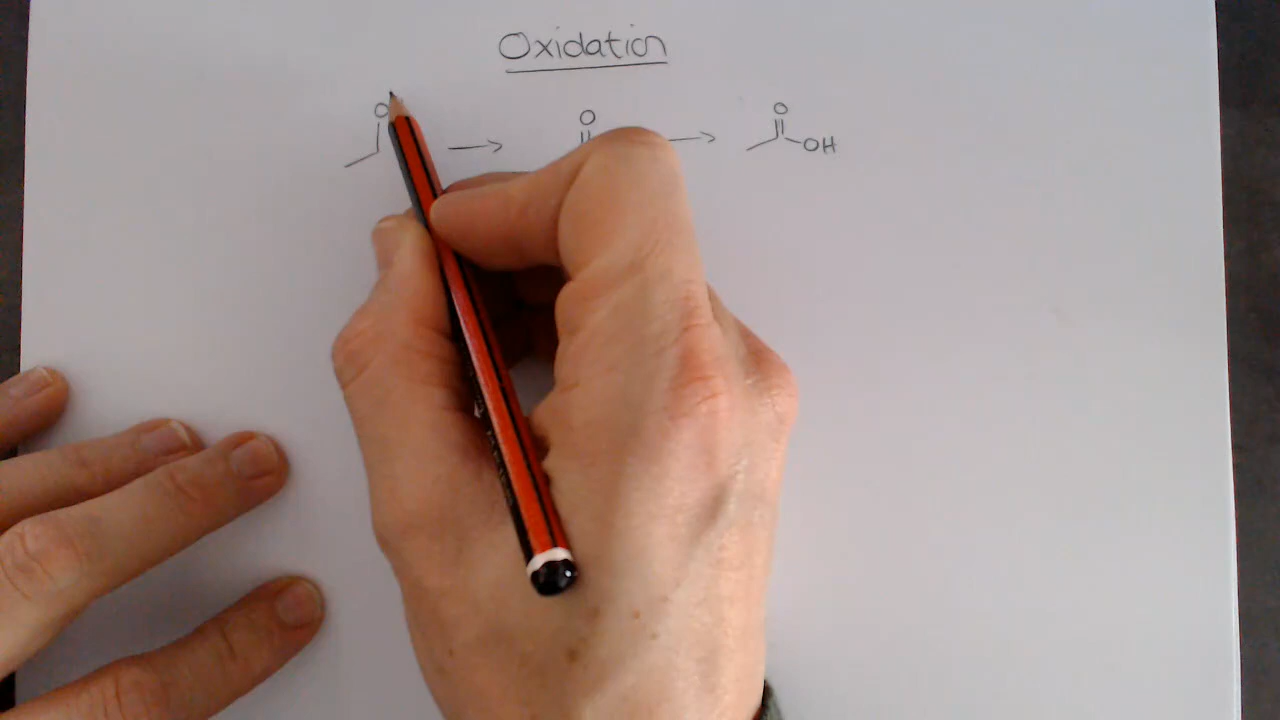 Oxidation
O → O → O
OH